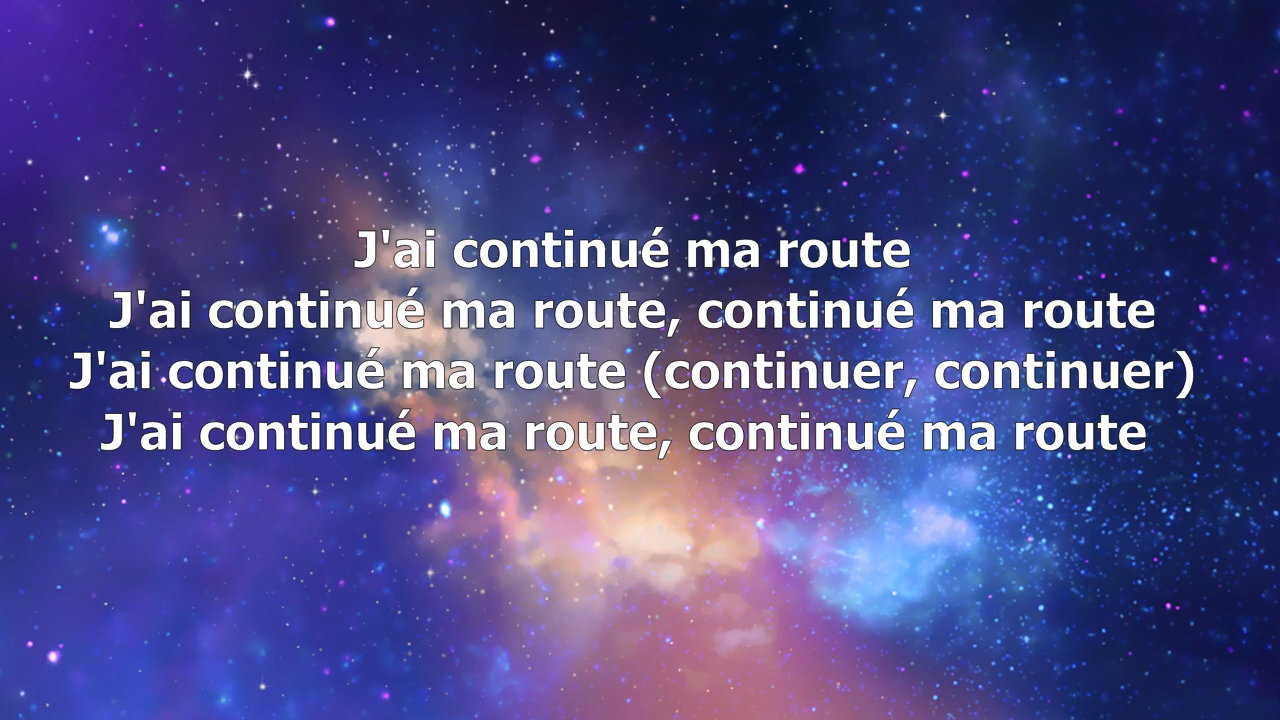 J'ai continué ma route
J'ai continué ma route, continué ma route
J'ai continué ma route (continuer, continuer)
J'ai continué ma route, continué ma route